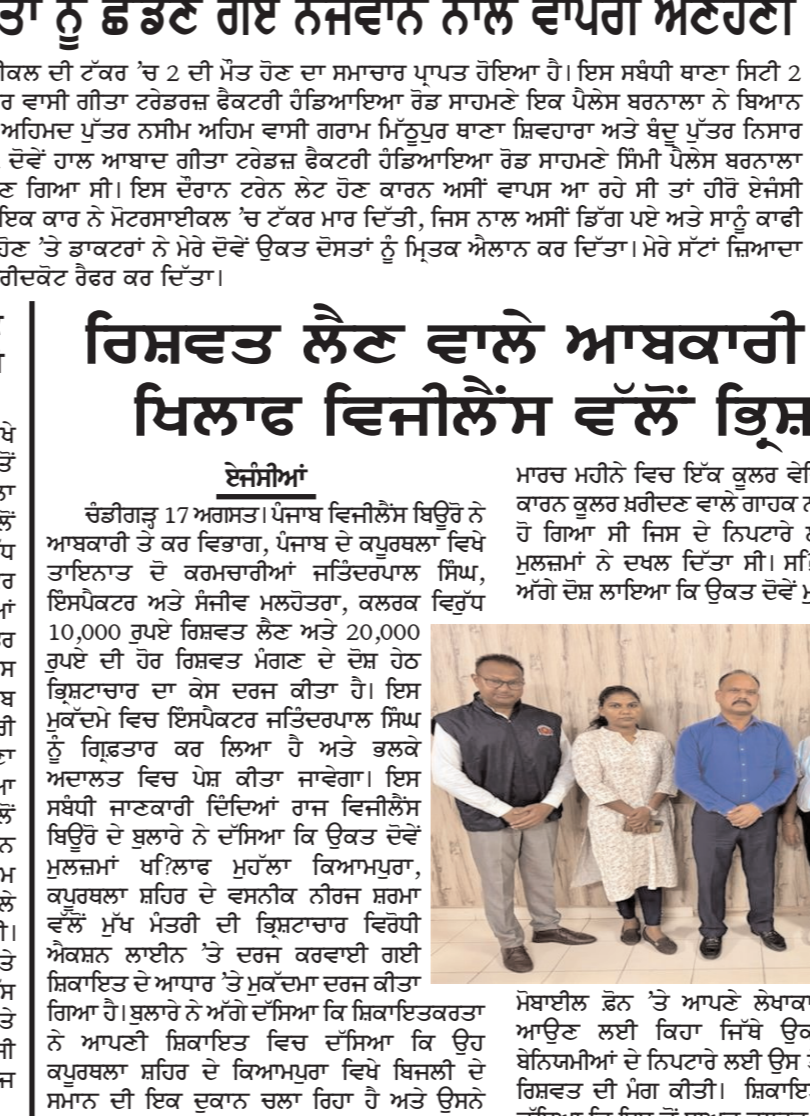 ਨੂੰ ਛੱਡਣ ਗਏ ਨੌਜਵਾਨ ਨਾਲ ਵਾਪਰੀ ਅਣਹੋਣੀ
ਦੀ ਟੱਕਰ ’ਚ 2 ਦੀ ਮੌਤ ਹੋਣ ਦਾ ਸਮਾਚਾਰ ਪ੍ਰਾਪਤ ਹੋਇਆ ਹੈ। ਇਸ ਸਬੰਧੀ ਥਾਣਾ ਸਿਟੀ 2
ਵਾਸੀ ਗੀਤਾ ਟਰੇਡਰਜ਼ ਫੈਕਟਰੀ ਹੰਡਿਆਇਆ ਰੋਡ ਸਾਹਮਣੇ ਇਕ ਪੈਲੇਸ ਬਰਨਾਲਾ ਨੇ ਬਿਆਨ
ਅਹਿਮਦ ਪੁੱਤਰ ਨਸੀਮ ਅਹਿਮ ਵਾਸੀ ਗਰਾਮ ਮਿੱਠੂਪੁਰ ਥਾਣਾ ਸ਼ਿਵਹਾਰਾ ਅਤੇ ਬੰਦੂ ਪੁੱਤਰ ਨਿਸਾਰ
ਦੋਵੇਂ ਹਾਲ ਆਬਾਦ ਗੀਤਾ ਟਰੇਡਜ਼ ਫੈਕਟਰੀ ਹੰਡਿਆਇਆ ਰੋਡ ਸਾਹਮਣੇ ਸਿੰਮੀ ਪੈਲੇਸ ਬਰਨਾਲਾ
ਗਿਆ ਸੀ। ਇਸ ਦੌਰਾਨ ਟਰੇਨ ਲੇਟ ਹੋਣ ਕਾਰਨ ਅਸੀਂ ਵਾਪਸ ਆ ਰਹੇ ਸੀ ਤਾਂ ਹੀਰੋ ਏਜੰਸੀ
ਇਕ ਕਾਰ ਨੇ ਮੋਟਰਸਾਈਕਲ ’ਚ ਟੱਕਰ ਮਾਰ ਦਿੱਤੀ, ਜਿਸ ਨਾਲ ਅਸੀਂ ਡਿੱਗ ਪਏ ਅਤੇ ਸਾਨੂੰ ਕਾਫੀ
ਹੋਣ ’ਤੇ ਡਾਕਟਰਾਂ ਨੇ ਮੇਰੇ ਦੋਵੇਂ ਉਕਤ ਦੋਸਤਾਂ ਨੂੰ ਮ੍ਰਿਤਕ ਐਲਾਨ ਕਰ ਦਿੱਤਾ। ਮੇਰੇ ਸੱਟਾਂ ਜ਼ਿਆਦਾ
ਰੀਦਕੋਟ ਰੈਫਰ ਕਰ ਦਿੱਤਾ।
ਰਿਸ਼ਵਤ ਲੈਣ ਵਾਲੇ ਆਬਕਾਰੀ
ਖਿਲਾਫ ਵਿਜੀਲੈਂਸ ਵੱਲੋਂ ਭ੍ਰਿਸ਼
ਏਜੰਸੀਆਂ
ਚੰਡੀਗੜ੍ਹ 17 ਅਗਸਤ। ਪੰਜਾਬ ਵਿਜੀਲੈਂਸ ਬਿਊਰੋ ਨੇ
ਆਬਕਾਰੀ ਤੇ ਕਰ ਵਿਭਾਗ, ਪੰਜਾਬ ਦੇ ਕਪੂਰਥਲਾ ਵਿਖੇ
ਤਾਇਨਾਤ ਦੋ ਕਰਮਚਾਰੀਆਂ ਜਤਿੰਦਰਪਾਲ ਸਿੰਘ,
ਇੰਸਪੈਕਟਰ ਅਤੇ ਸੰਜੀਵ ਮਲਹੋਤਰਾ, ਕਲਰਕ ਵਿਰੁੱਧ
10,000 ਰੁਪਏ ਰਿਸ਼ਵਤ ਲੈਣ ਅਤੇ 20,000
ਰੁਪਏ ਦੀ ਹੋਰ ਰਿਸ਼ਵਤ ਮੰਗਣ ਦੇ ਦੋਸ਼ ਹੇਠ
ਭ੍ਰਿਸ਼ਟਾਚਾਰ ਦਾ ਕੇਸ ਦਰਜ ਕੀਤਾ ਹੈ। ਇਸ
ਮੁਕੱਦਮੇ ਵਿਚ ਇੰਸਪੈਕਟਰ ਜਤਿੰਦਰਪਾਲ ਸਿੰਘ
ਨੂੰ ਗ੍ਰਿਫ਼ਤਾਰ ਕਰ ਲਿਆ ਹੈ ਅਤੇ ਭਲਕੇ
ਅਦਾਲਤ ਵਿਚ ਪੇਸ਼ ਕੀਤਾ ਜਾਵੇਗਾ। ਇਸ
ਸਬੰਧੀ ਜਾਣਕਾਰੀ ਦਿੰਦਿਆਂ ਰਾਜ ਵਿਜੀਲੈਂਸ
ਬਿਊਰੋ ਦੇ ਬੁਲਾਰੇ ਨੇ ਦੱਸਿਆ ਕਿ ਉਕਤ ਦੋਵੇਂ
ਮੁਲਜ਼ਮਾਂ ਖਿ?ਲਾਫ ਮੁਹੱਲਾ ਕਿਆਮਪੁਰਾ,
ਕਪੂਰਥਲਾ ਸ਼ਹਿਰ ਦੇ ਵਸਨੀਕ ਨੀਰਜ ਸ਼ਰਮਾ
ਵੱਲੋਂ ਮੁੱਖ ਮੰਤਰੀ ਦੀ ਭ੍ਰਿਸ਼ਟਾਚਾਰ ਵਿਰੋਧੀ
ਐਕਸ਼ਨ ਲਾਈਨ ’ਤੇ ਦਰਜ ਕਰਵਾਈ ਗਈ
ਸ਼ਿਕਾਇਤ ਦੇ ਆਧਾਰ ’ਤੇ ਮੁਕੱਦਮਾ ਦਰਜ ਕੀਤਾ
ਗਿਆ ਹੈ। ਬੁਲਾਰੇ ਨੇ ਅੱਗੇ ਦੱਸਿਆ ਕਿ ਸ਼ਿਕਾਇਤਕਰਤਾ
ਨੇ ਆਪਣੀ ਸ਼ਿਕਾਇਤ ਵਿਚ ਦੱਸਿਆ ਕਿ ਉਹ
ਕਪੂਰਥਲਾ ਸ਼ਹਿਰ ਦੇ ਕਿਆਮਪੁਰਾ ਵਿਖੇ ਬਿਜਲੀ ਦੇ
ਸਮਾਨ ਦੀ ਇਕ ਦੁਕਾਨ ਚਲਾ ਰਿਹਾ ਹੈ ਅਤੇ ਉਸਨੇ
ਮਾਰਚ ਮਹੀਨੇ ਵਿਚ ਇੱਕ ਕੂਲਰ
ਕਾਰਨ ਕੂਲਰ ਖ਼ਰੀਦਣ ਵਾਲੇ ਗਾਹਕ
ਹੋ ਗਿਆ ਸੀ ਜਿਸ ਦੇ ਨਿਪਟਾਰੇ
ਮੁਲਜ਼ਮਾਂ ਨੇ ਦਖਲ ਦਿੱਤਾ ਸੀ।
ਅੱਗੇ ਦੋਸ਼ ਲਾਇਆ ਕਿ ਉਕਤ ਦੋਵੇਂ
ਮੋਬਾਈਲ ਫ਼ੋਨ ’ਤੇ ਆਪਣੇ
ਆਉਣ ਲਈ ਕਿਹਾ ਜਿੱਥੇ
ਬੇਨਿਯਮੀਆਂ ਦੇ ਨਿਪਟਾਰੇ ਲਈ ਉਸ
ਰਿਸ਼ਵਤ ਦੀ ਮੰਗ ਕੀਤੀ।